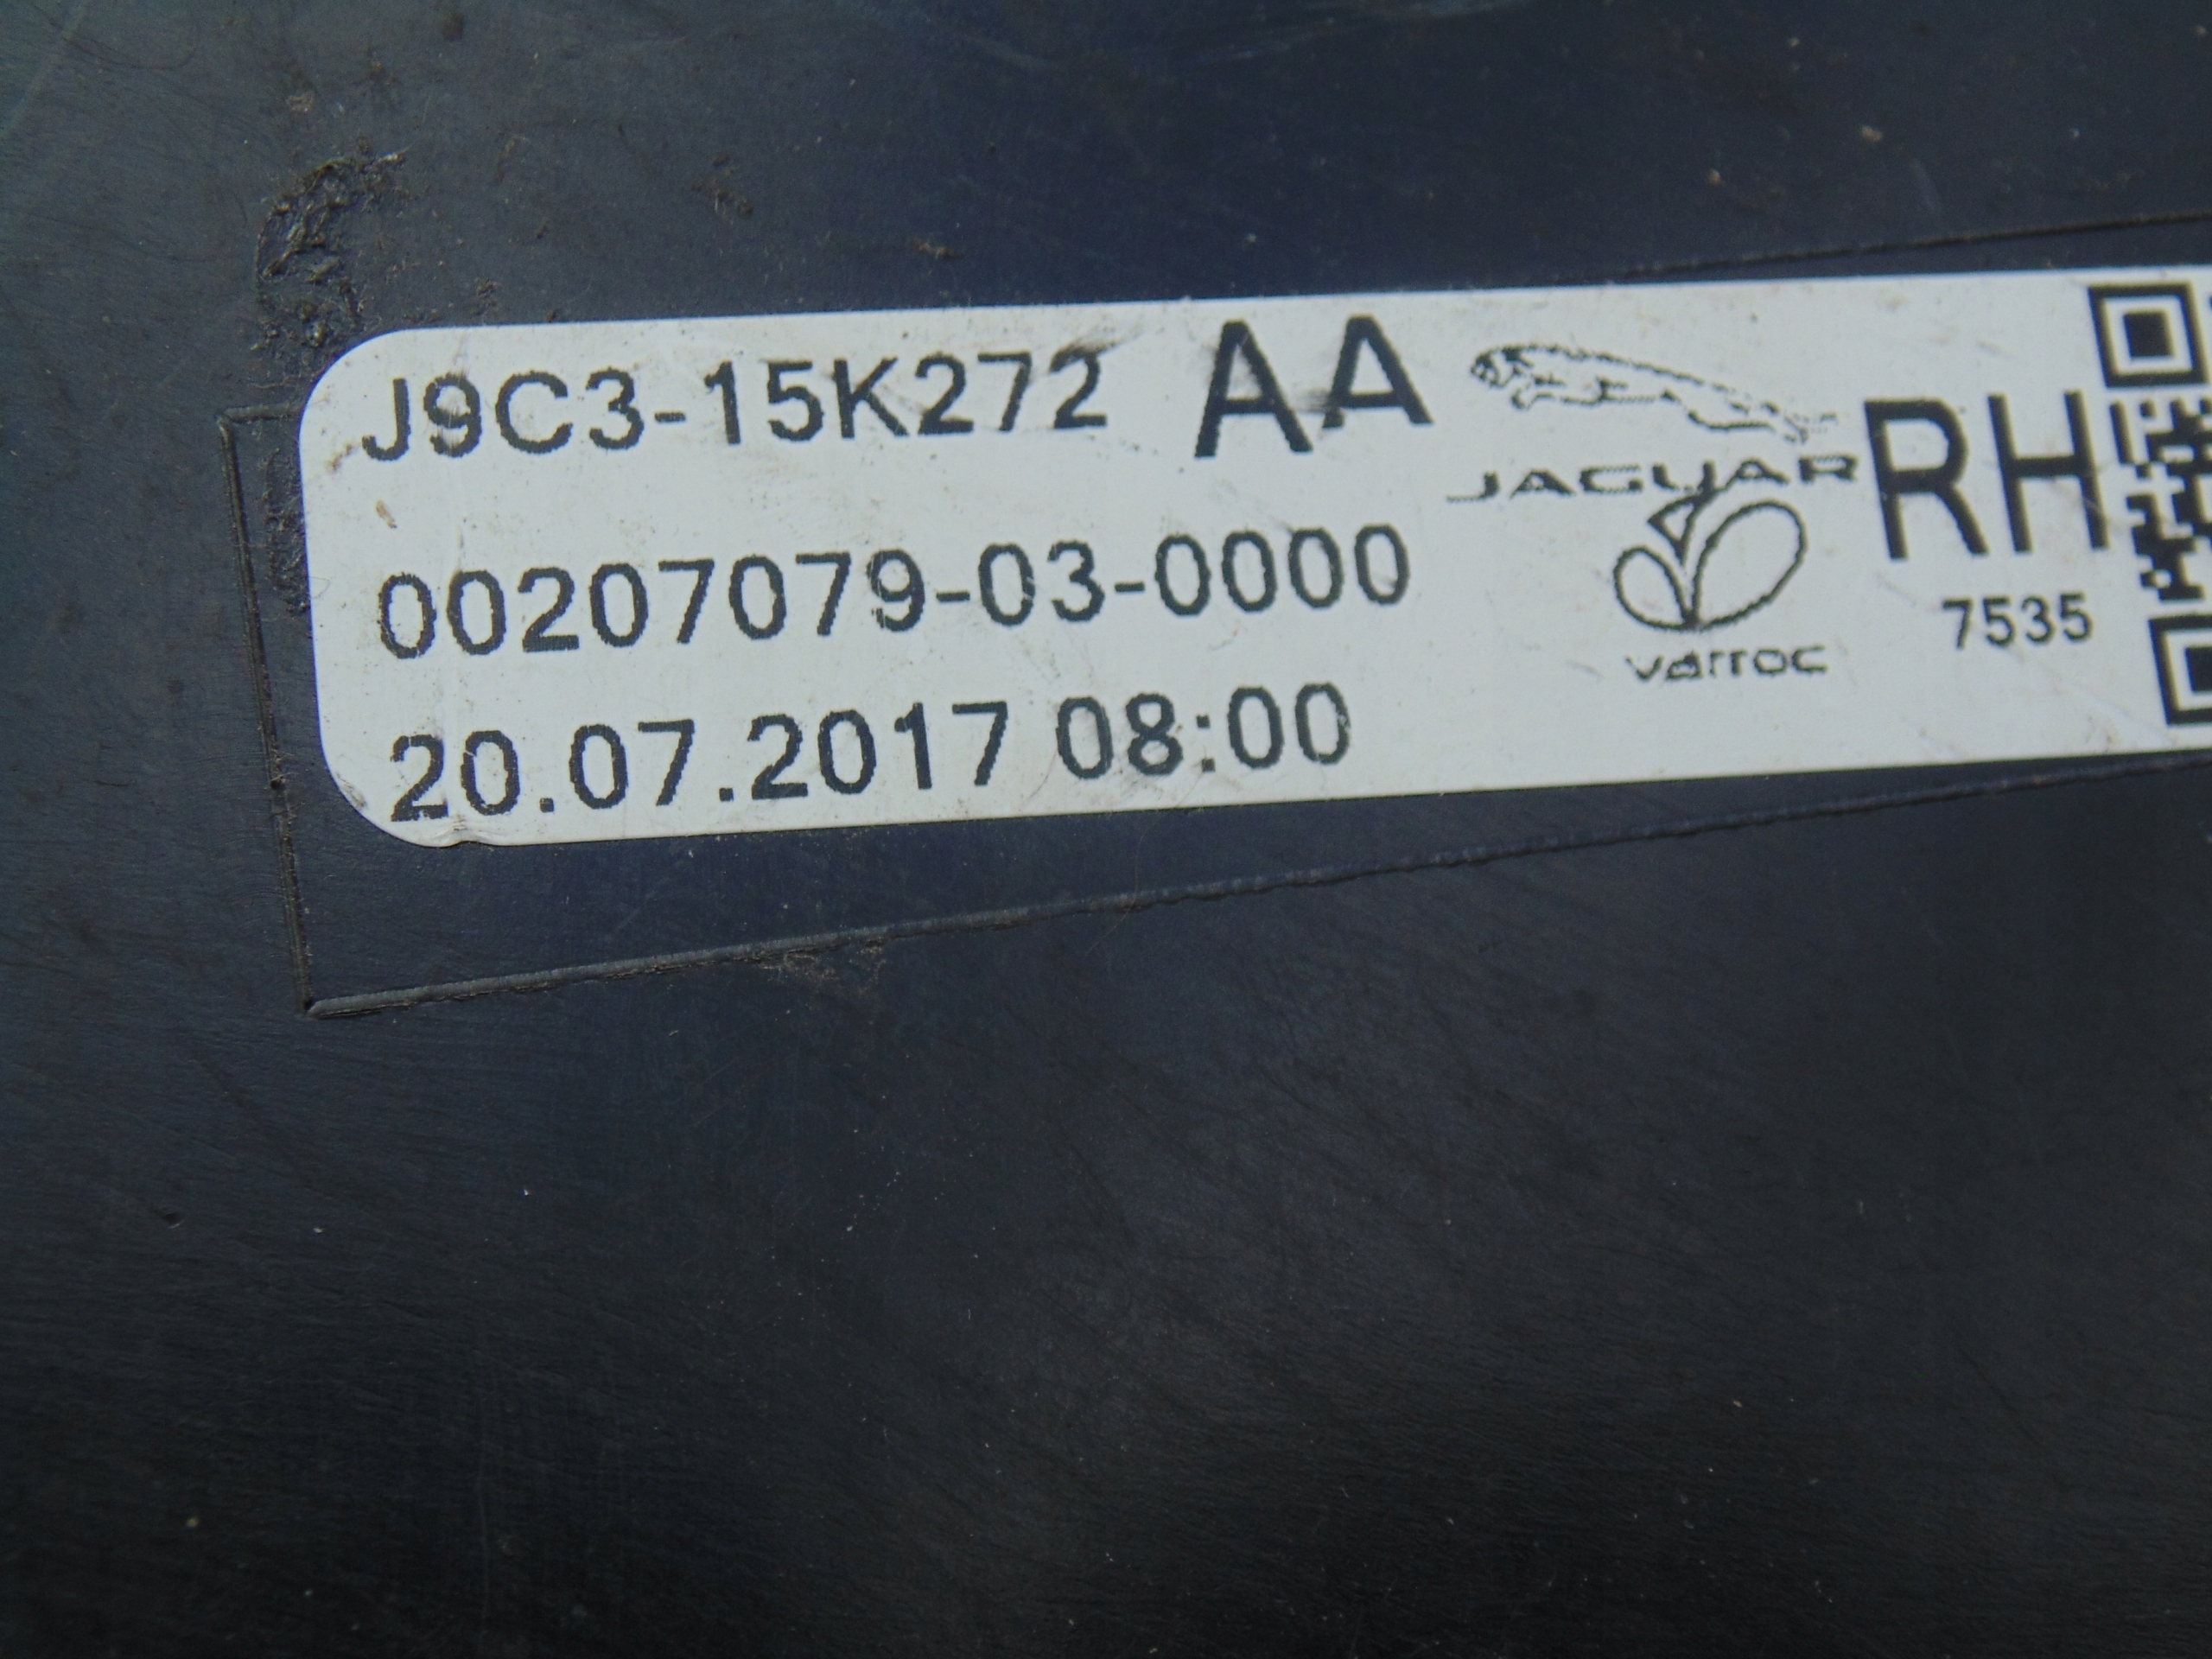 J9C3-15K272 AA
JAGUAR
RH
00207079-03-0000
varroc
7535
20.07.2017 08:00